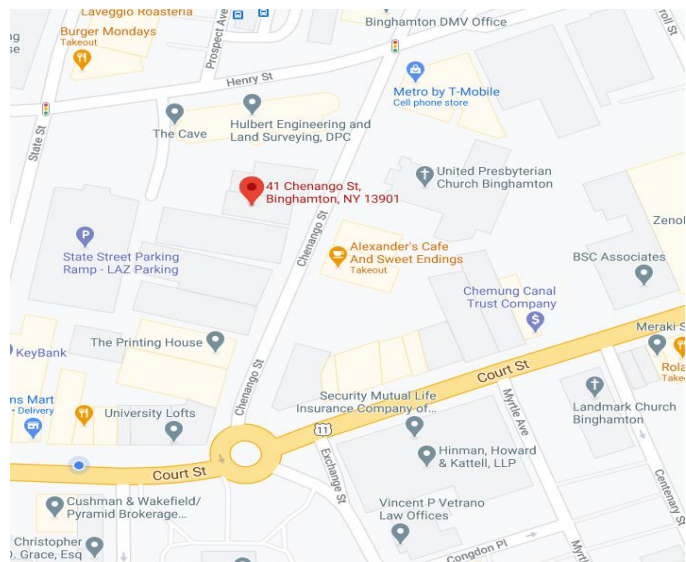 Laveggio Roasteria
Burger Mondays
Takeout
Prospect Ave
Binghamton DMV Office
Henry St
State St
The Cave
Hulbert Engineering and
Land Surveying, DPC
Metro by T-Mobile
Cell phone store
41 Chenango St,
Binghamton, NY 13901
United Presbyterian
Church Binghamton
Chenango St
P
State Street Parking
Ramp - LAZ Parking
Alexander's Cafe
And Sweet Endings
Takeout
BSC Associates
Chemung Canal
Trust Company
$
The Printing House
KeyBank
Chenango St
Court St
Security Mutual Life
Insurance Company of...
Myrtle Ave
Landmark Church
Binghamton
Delivery
University Lofts
11
Court St
Exchange St
Hinman, Howard
& Kattell, LLP
Cushman & Wakefield/
Pyramid Brokerage...
Vincent P Vetrano
Law Offices
Centenary St
Christopher
D. Grace, Esq
Congdon Pl